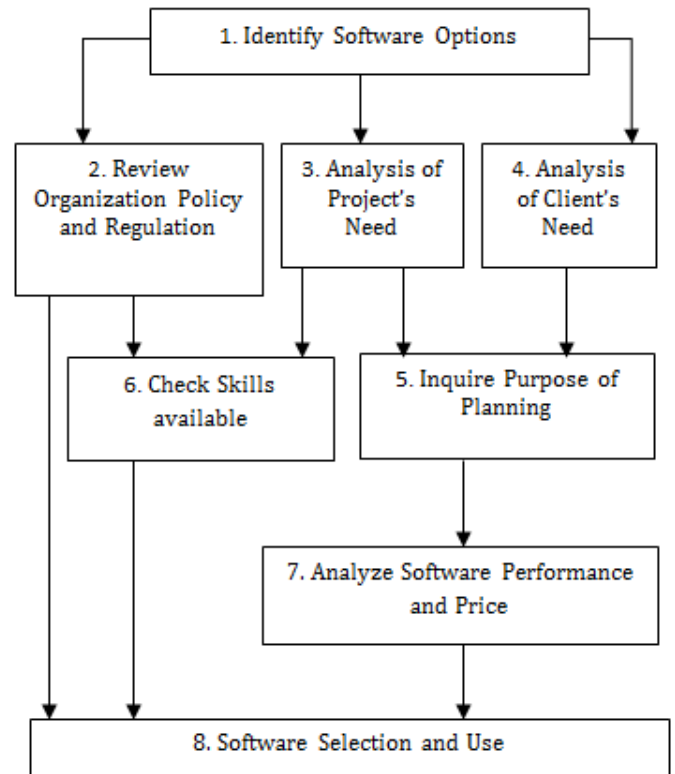 1. Identify Software Options
2. Review
Organization Policy
and Regulation
3. Analysis of
Project's
Need
4. Analysis
of Client's
Need
6. Check Skills
available
5. Inquire Purpose of
Planning
7. Analyze Software Performance
and Price
8. Software Selection and Use